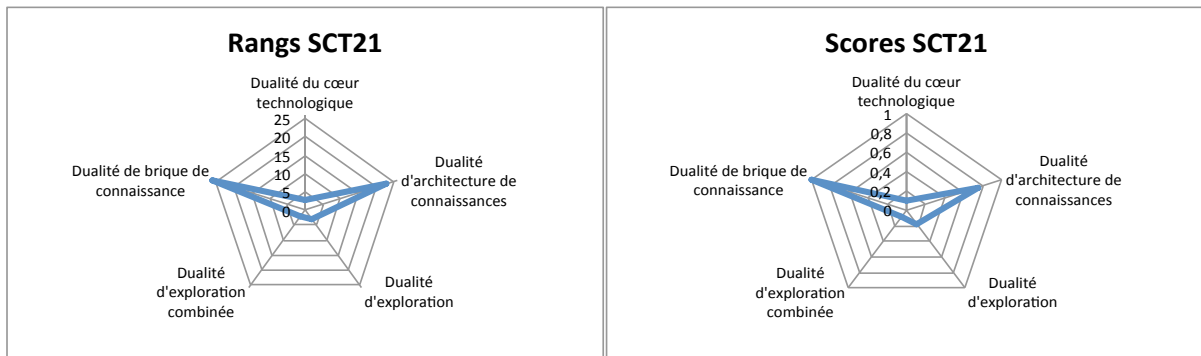 Rangs SCT21
Dualité du cœur
technologique
25
20
15
10
5
0
Dualité
d'architecture de
connaissances
Dualité
d'exploration
Dualité
d'exploration
combinée
Dualité de brique de
connaissance
Scores SCT21
Dualité du cœur
technologique
1
0,8
0,6
0,4
0,2
0
Dualité
d'architecture de
connaissances
Dualité
d'exploration
Dualité
d'exploration
combinée
Dualité de brique
de connaissance